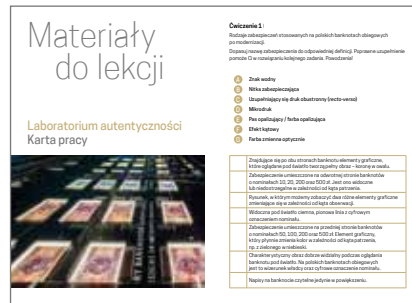 Materiały
do lekcji
Laboratorium autentyczności
Karta pracy
Ćwiczenie 1 |
Rodzaje zabezpieczeń stosowanych na polskich banknotach obiegowych
po modernizacji.
Dopasuj nazwę zabezpieczenia do odpowiedniej definicji. Poprawne uzupełnienie
pomoże Ci w rozwiązaniu kolejnego zadania. Powodzenia!
A Znak wodny
B Nitka zabezpieczająca
C Uzupełniający się druk obustronny (recto-verso)
D Mikrodruk
E Pas opalizujący / farba opalizująca
F Efekt kątowy
G Farba zmienna optycznie
Znajdujące się po obu stronach banknotu elementy graficzne,
które oglądane pod światło tworzą pełny obraz – koronę w owalu.
Zabezpieczenie umieszczone na odwrotnej stronie banknotów
o nominałach 10, 20, 200 oraz 500 zł. Jest ono widoczne
lub niedostrzegalne w zależności od kąta patrzenia.
Rysunek, w którym możemy zobaczyć dwa różne elementy graficzne
zmieniające się w zależności od kąta obserwacji.
Widoczna pod światło ciemna, pionowa linia z cyfrowym
oznaczeniem nominału.
Zabezpieczenie umieszczone na przedniej stronie banknotów
o nominałach 50, 100, 200 oraz 500 zł. Element graficzny,
który płynnie zmienia kolor w zależności od kąta patrzenia,
np. z zielonego w niebieski.
Charakterystyczny obraz dobrze widzialny podczas oglądania
banknotu pod światło. Na polskich banknotach obiegowych
jest to wizerunek władcy oraz cyfrowe oznaczenie nominału.
Napisy na banknocie czytelne jedynie w powiększeniu.